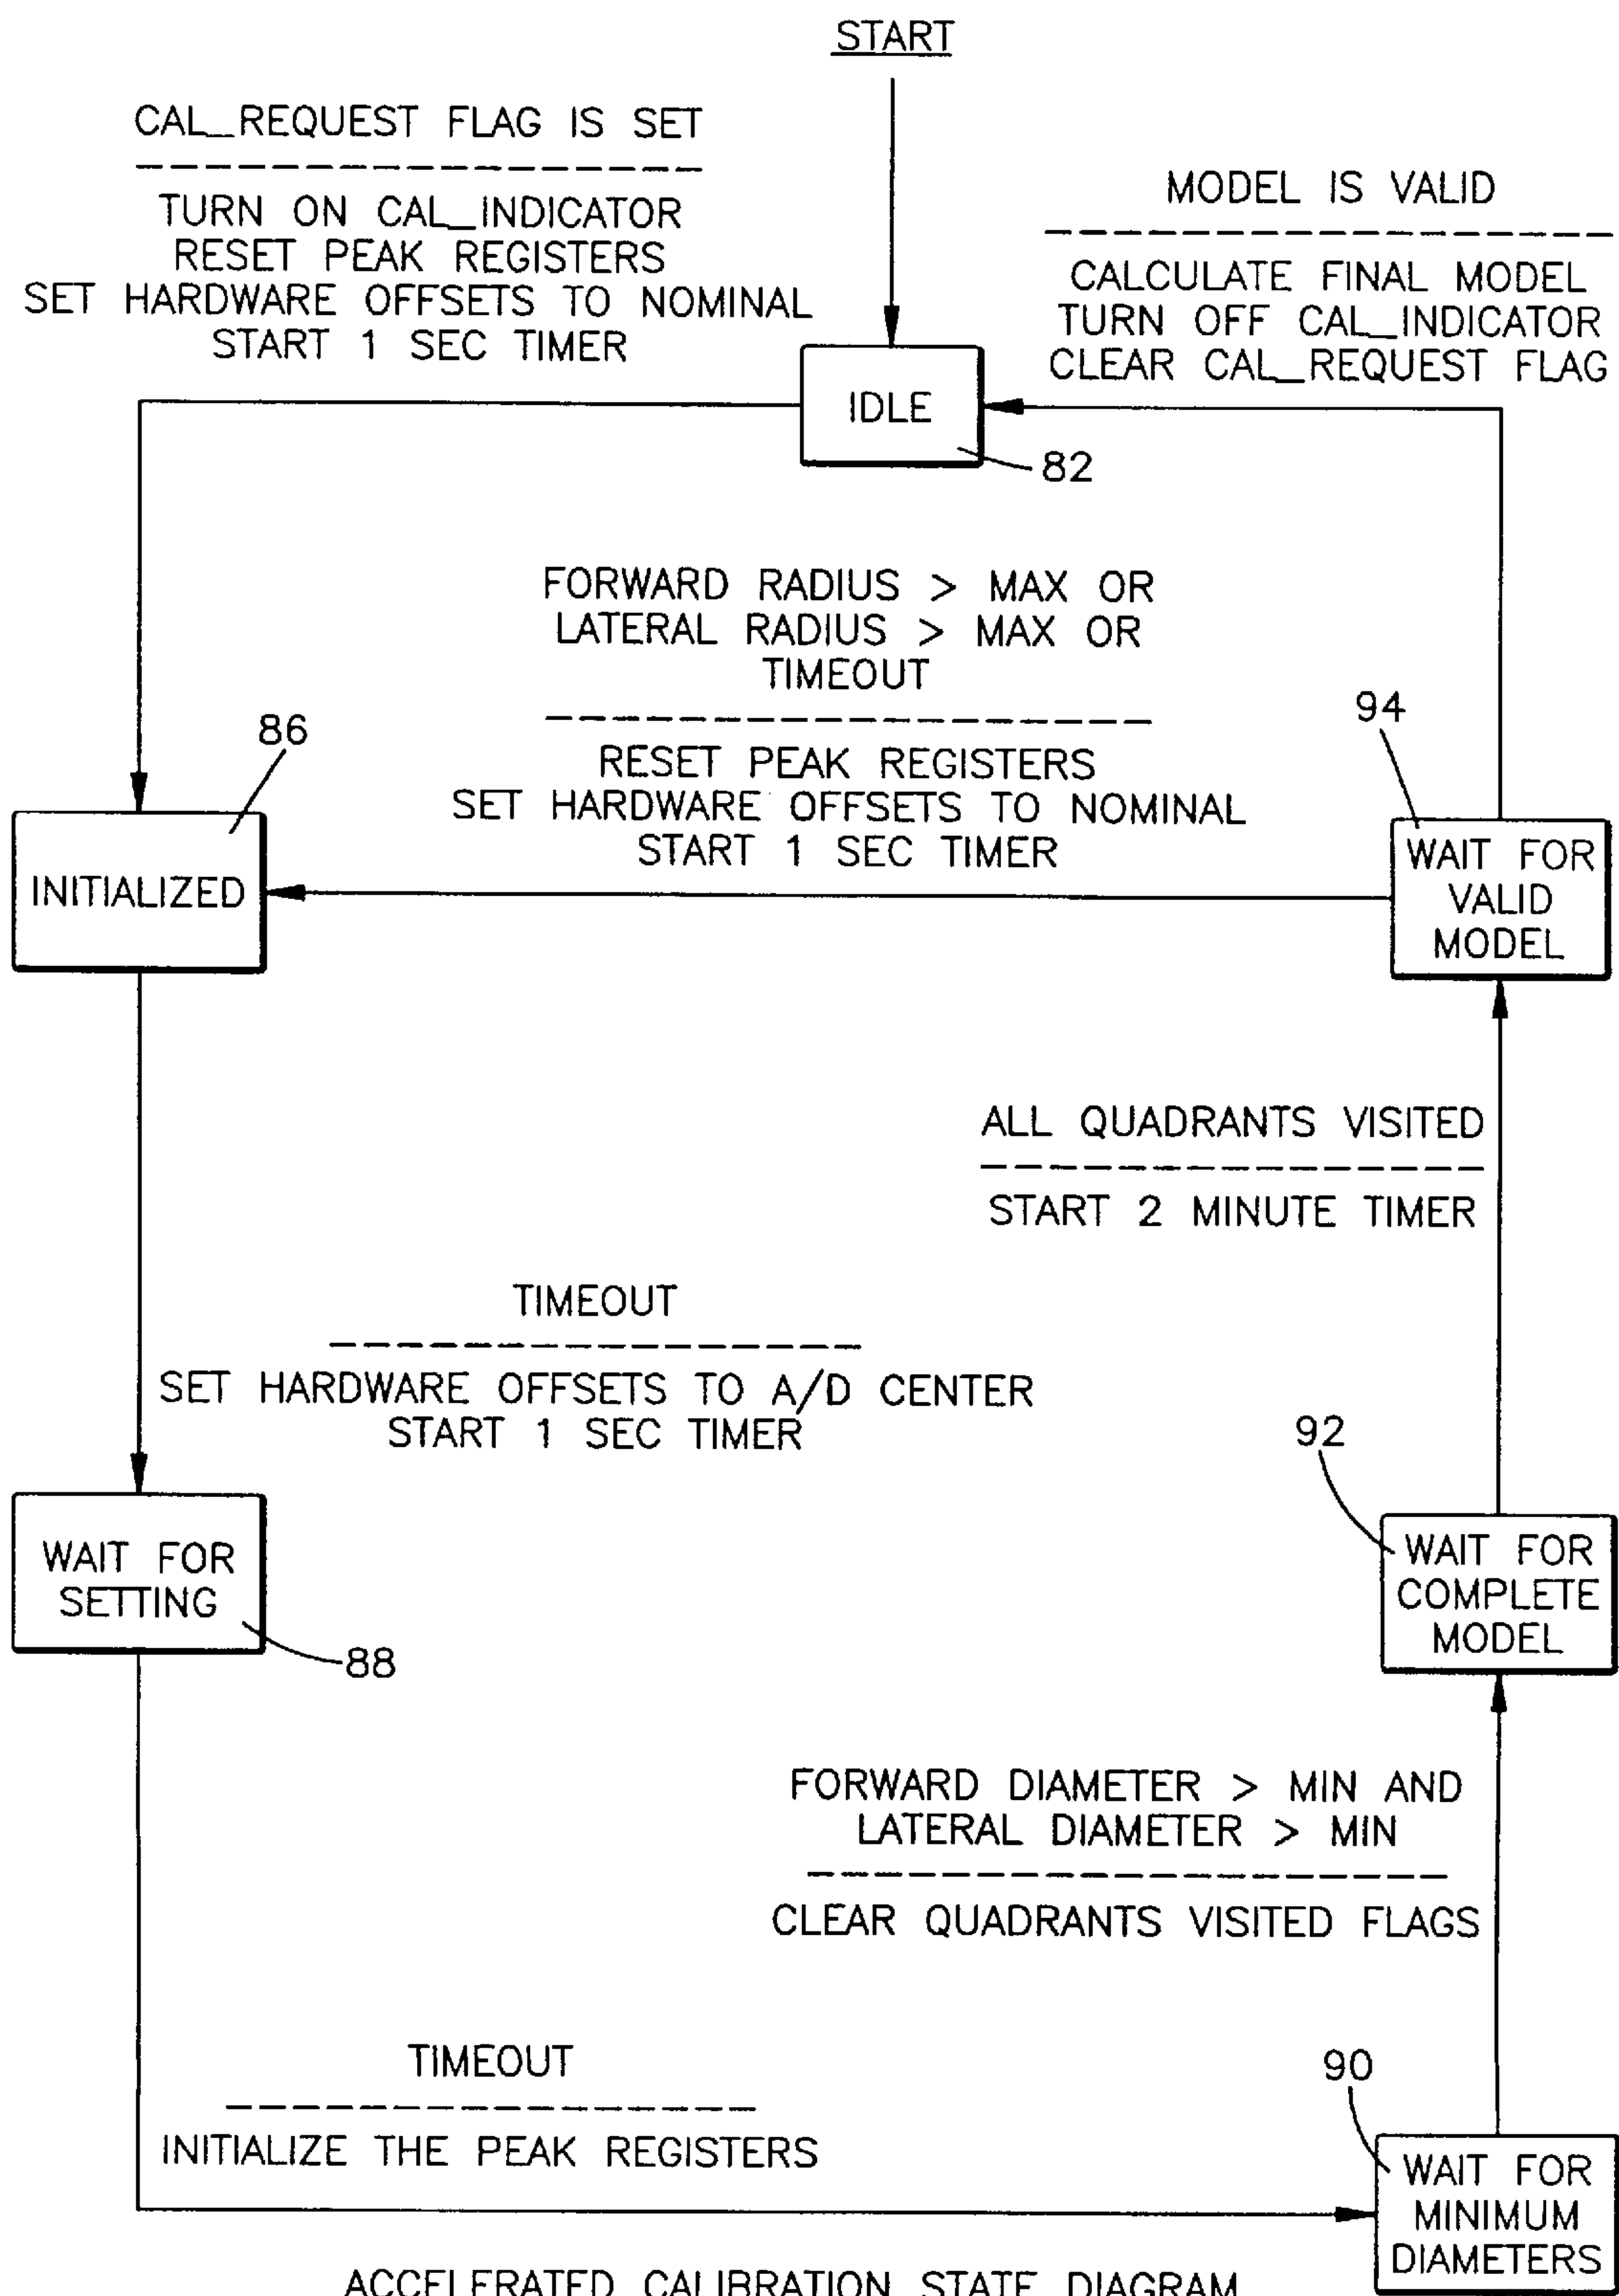 START
CAL_REQUEST FLAG IS SET
TURN ON CAL_INDICATOR
RESET PEAK REGISTERS
SET HARDWARE OFFSETS TO NOMINAL
START 1 SEC TIMER
MODEL IS VALID
CALCULATE FINAL MODEL
TURN OFF CAL_INDICATOR
CLEAR CAL_REQUEST FLAG
IDLE
82
FORWARD RADIUS > MAX OR
LATERAL RADIUS > MAX OR
TIMEOUT
RESET PEAK REGISTERS
SET HARDWARE OFFSETS TO NOMINAL
START 1 SEC TIMER
86
INITIALIZED
94
WAIT FOR
VALID
MODEL
ALL QUADRANTS VISITED
START 2 MINUTE TIMER
TIMEOUT
SET HARDWARE OFFSETS TO A/D CENTER
START 1 SEC TIMER
WAIT FOR
SETTING
88
92
WAIT FOR
COMPLETE
MODEL
FORWARD DIAMETER > MIN AND
LATERAL DIAMETER > MIN
CLEAR QUADRANTS VISITED FLAGS
TIMEOUT
INITIALIZE THE PEAK REGISTERS
90
WAIT FOR
MINIMUM
DIAMETERS
ACCELERATED CALIBRATION STATE DIAGRAM